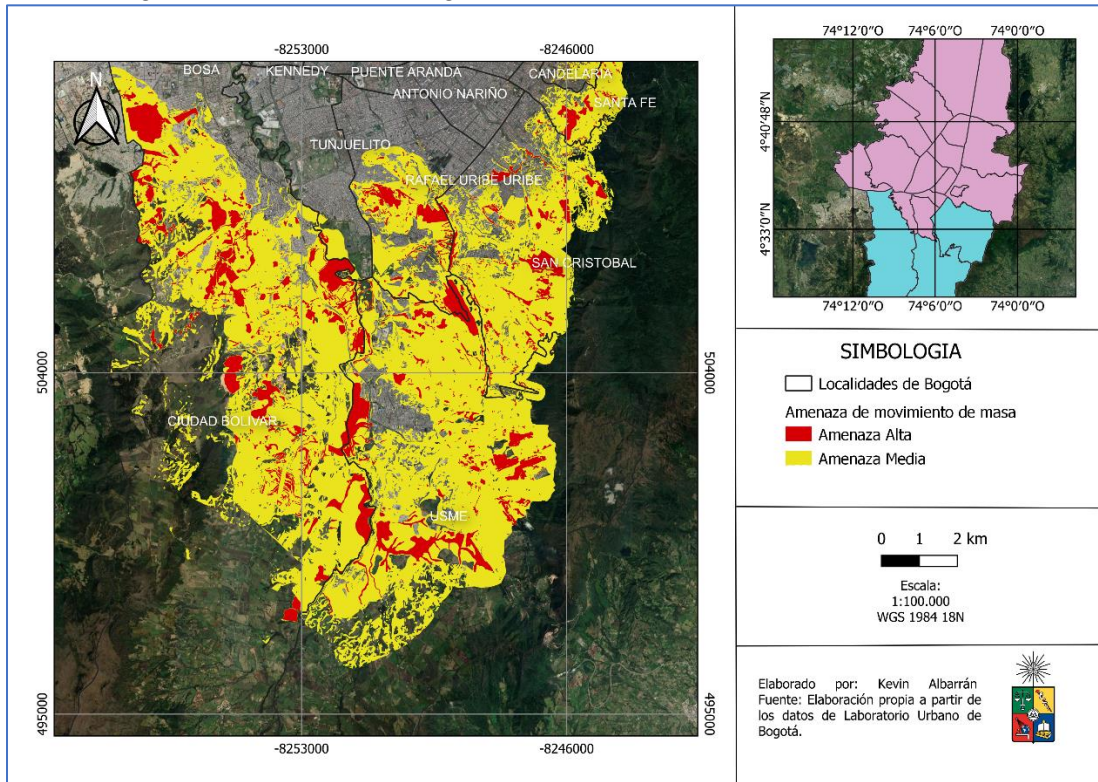 -8253000
-8246000
N
BOSA
KENNEDY
PUENTE ARANDA
CANDELARIA
ANTONIO NARIÑO
SANTA FE
TUNJUELITO
RAFAEL URIBE URIBE
SAN CRISTOBAL
504000
504000
CIUDAD BOLIVAR
USME
495000
495000
-8253000
-8246000
74°12'0"O 74°6'0"O 74°0'0"O
4°40'48"N
4°33'0"N
74°12'0"O 74°6'0"O 74°0'0"O
SIMBOLOGIA
Localidades de Bogotá
Amenaza de movimiento de masa
Amenaza Alta
Amenaza Media
0 1 2 km
Escala:
1:100.000
WGS 1984 18N
Elaborado por: Kevin Albarrán
Fuente: Elaboración propia a partir de
los datos de Laboratorio Urbano de
Bogotá.